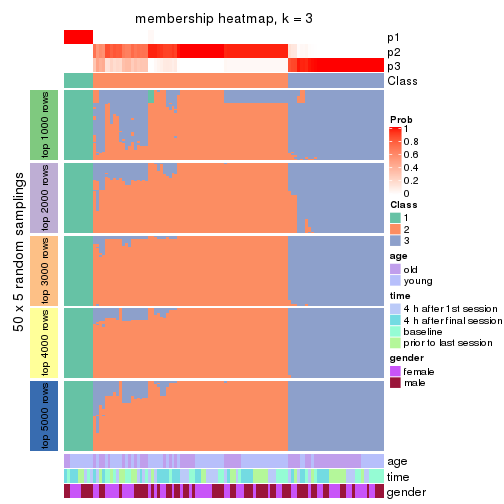 membership heatmap, k = 3
p1
p2
p3
Class
50 x 5 random samplings
top 1000 rows
top 2000 rows
top 3000 rows
top 4000 rows
top 5000 rows
age
time
gender
Prob
1
0.8
0.6
0.4
0.2
0
Class
1
2
3
age
old
young
time
4 h after 1st session
4 h after final session
baseline
prior to last session
gender
female
male